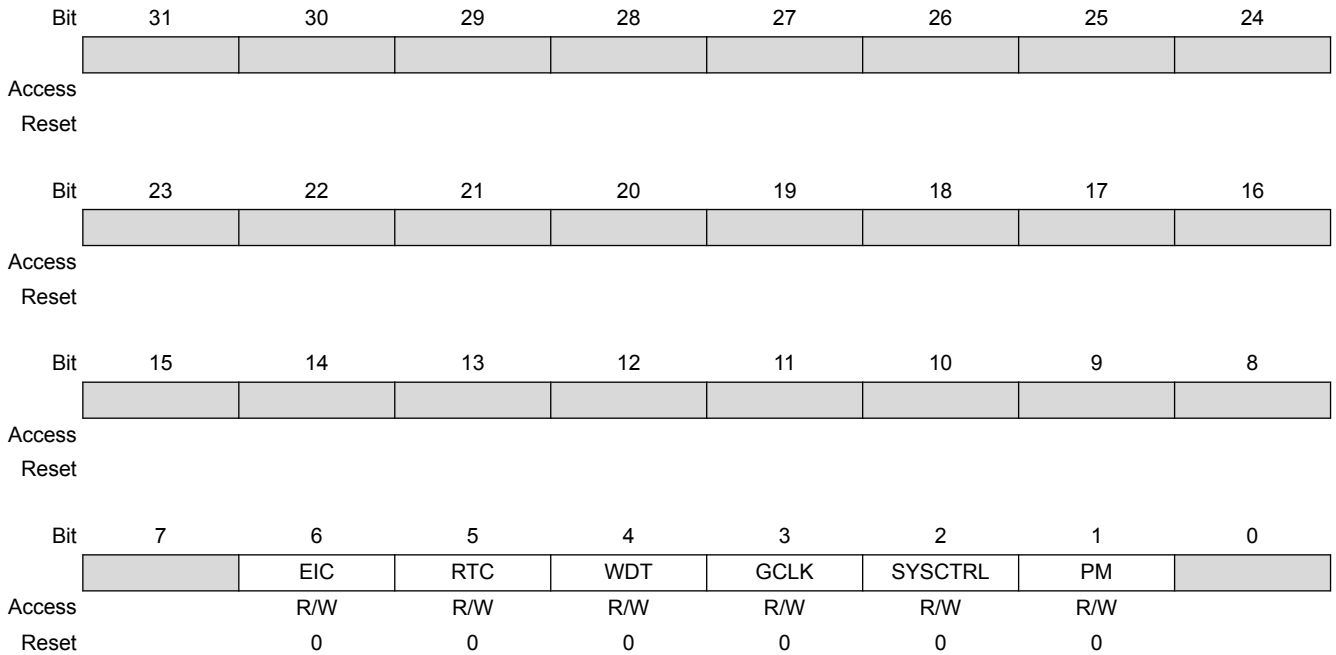 Bit 31 30 29 28 27 26 25 24
Access
Reset
Bit 23 22 21 20 19 18 17 16
Access
Reset
Bit 15 14 13 12 11 10 9 8
Access
Reset
Bit 7 6 5 4 3 2 1 0
EIC RTC WDT GCLK SYSCTRL PM
Access R/W R/W R/W R/W R/W R/W
Reset 0 0 0 0 0 0